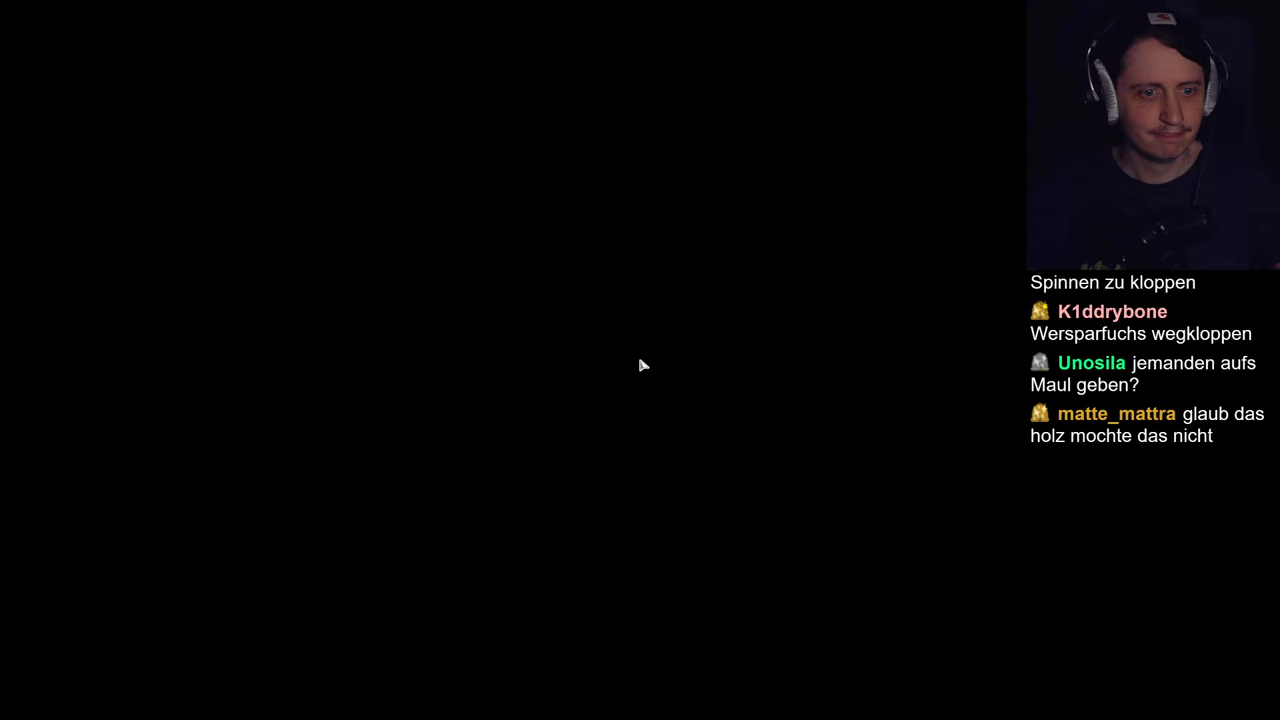 Spinnen zu kloppen
K1ddrybone
Wersparfuchs wegkloppen
Unosila jemanden aufs
Maul geben?
matte_mattra glaub das
holz mochte das nicht